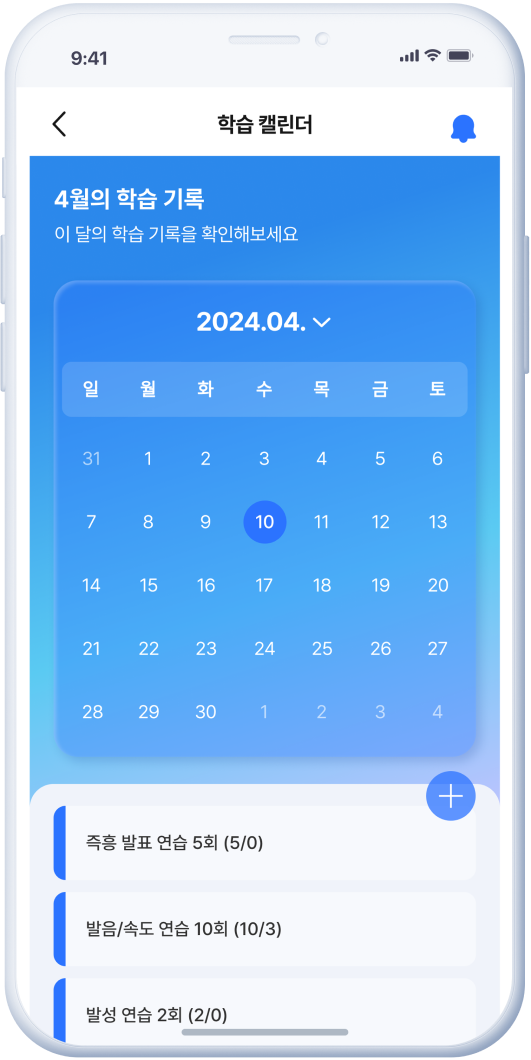 9:41
학습 캘린더
4월의 학습 기록
이 달의 학습 기록을 확인해보세요
2024.04.
일 월 화 수 목 금 토
31 1 2 3 4 5 6
7 8 9 10 11 12 13
14 15 16 17 18 19 20
21 22 23 24 25 26 27
28 29 30 1 2 3 4
즉흥 발표 연습 5회 (5/0)
발음/속도 연습 10회 (10/3)
발성 연습 2회 (2/0)